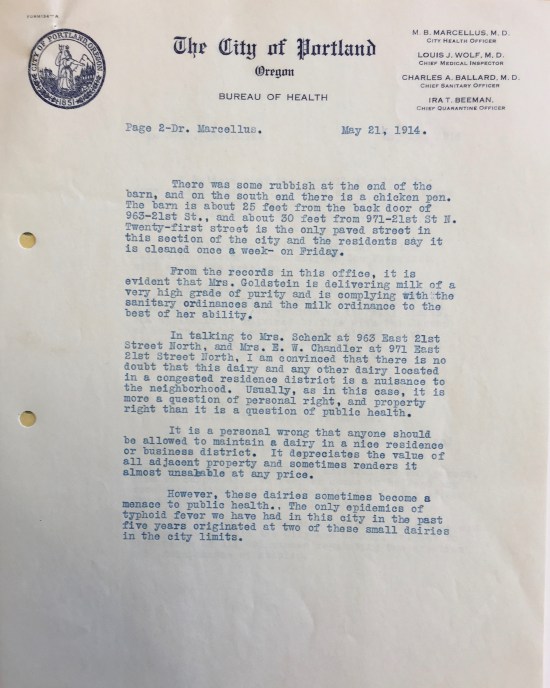 CITY OF PORTLAND, OREGON
1851
The City of Portland
Oregon
BUREAU OF HEALTH
M. B. MARCELLUS, M. D.
CITY HEALTH OFFICER
LOUIS J. WOLF, M. D.
CHIEF MEDICAL INSPECTOR
CHARLES A. BALLARD, M. D.
CHIEF SANITARY OFFICER
IRA T. BEEMAN,
CHIEF QUARANTINE OFFICER
Page 2-Dr. Marcellus.
May 21, 1914.
There was some rubbish at the end of the
barn, and on the south end there is a chicken pen.
The barn is about 25 feet from the back door of
963-21st St., and about 30 feet from 971-21st St N.
Twenty-first street is the only paved street in
this section of the city and the residents say it
is cleaned once a week- on Friday.
From the records in this office, it is
evident that Mrs. Goldstein is delivering milk of a
very high grade of purity and is complying with the
sanitary ordinances and the milk ordinance to the
best of her ability.
In talking to Mrs. Schenk at 963 East 21st
Street North, and Mrs. E. W. Chandler at 971 East
21st Street North, I am convinced that there is no
doubt that this dairy and any other dairy located
in a congested residence district is a nuisance to
the neighborhood. Usually, as in this case, it is
more a question of personal right, and property
right than it is a question of public health.
It is a personal wrong that anyone should
be allowed to maintain a dairy in a nice residence
or business district. It depreciates the value of
all adjacent property and sometimes renders it
almost unsalable at any price.
However, these dairies sometimes become a
menace to public health.. The only epidemics of
typhoid fever we have had in this city in the past
five years originated at two of these small dairies
in the city limits.